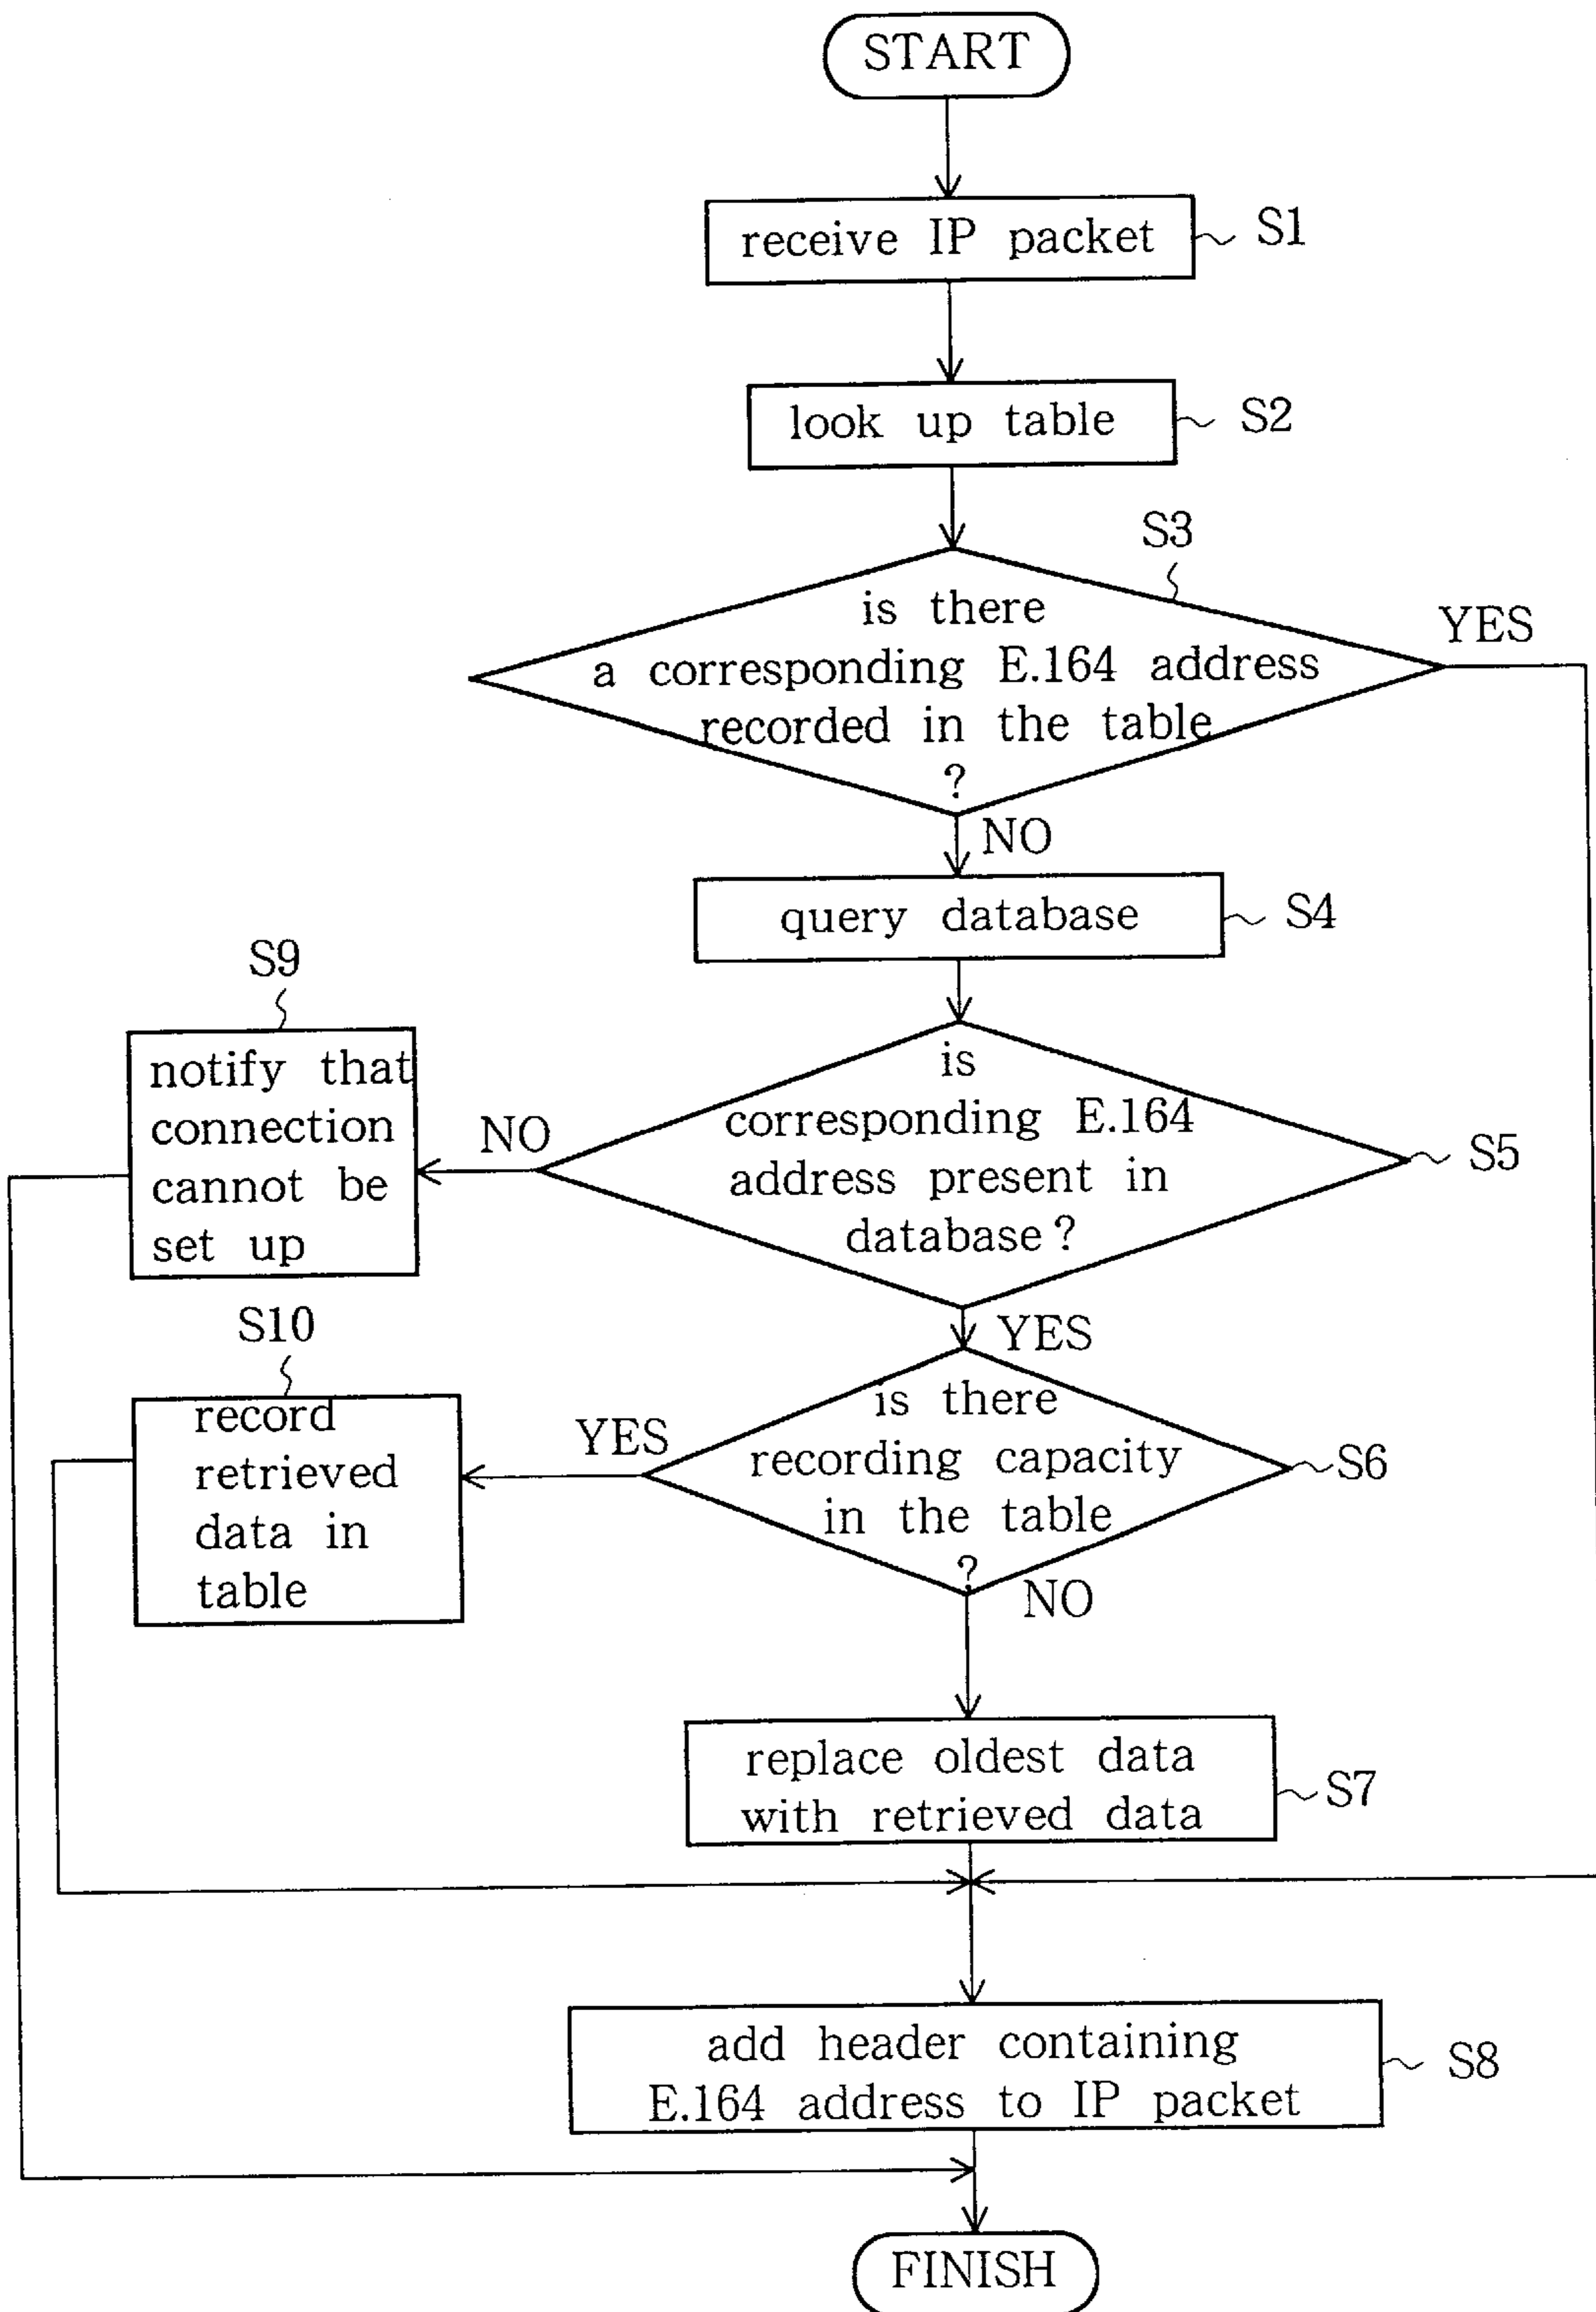 START
receive IP packet
S1
look up table
S2
S3
is there
a corresponding E.164 address
recorded in the table
?
YES
NO
query database
S4
S9
notify that
connection
cannot be
set up
NO
is
corresponding E.164
address present in
database?
S5
YES
S10
record
retrieved
data in
table
YES
is there
recording capacity
in the table
?
S6
NO
replace oldest data
with retrieved data
S7
add header containing
E.164 address to IP packet
S8
FINISH